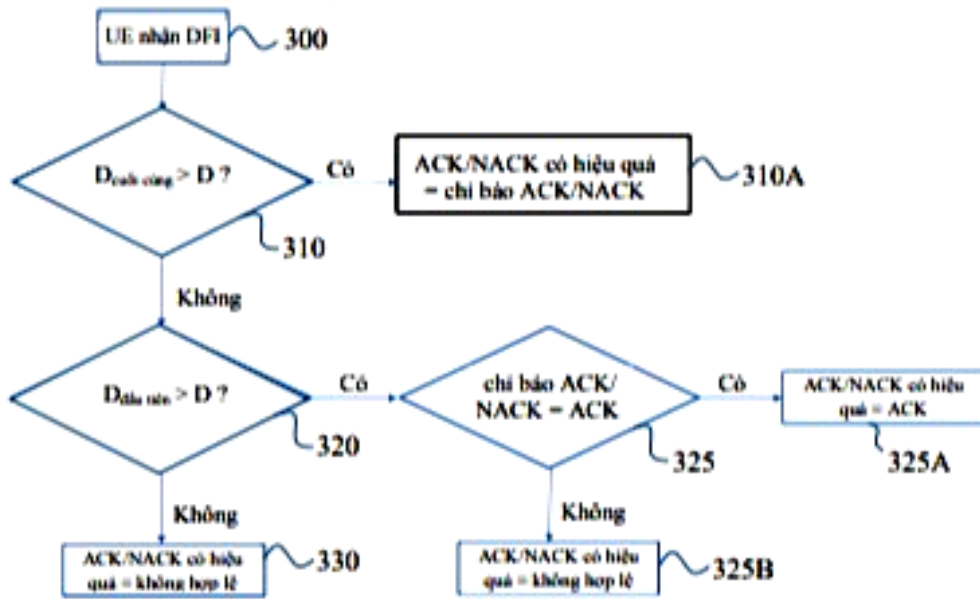 UE nhận DFI
300
D cuối cùng > D ?
Có
ACK/NACK có hiệu quả
= chỉ báo ACK/NACK
310A
310
Không
D đầu tiên > D ?
Có
chỉ báo ACK/
NACK = ACK
Có
ACK/NACK có hiệu
quả = ACK
320
325
325A
Không
Không
ACK/NACK có hiệu
quả = không hợp lệ
330
ACK/NACK có hiệu
quả = không hợp lệ
325B